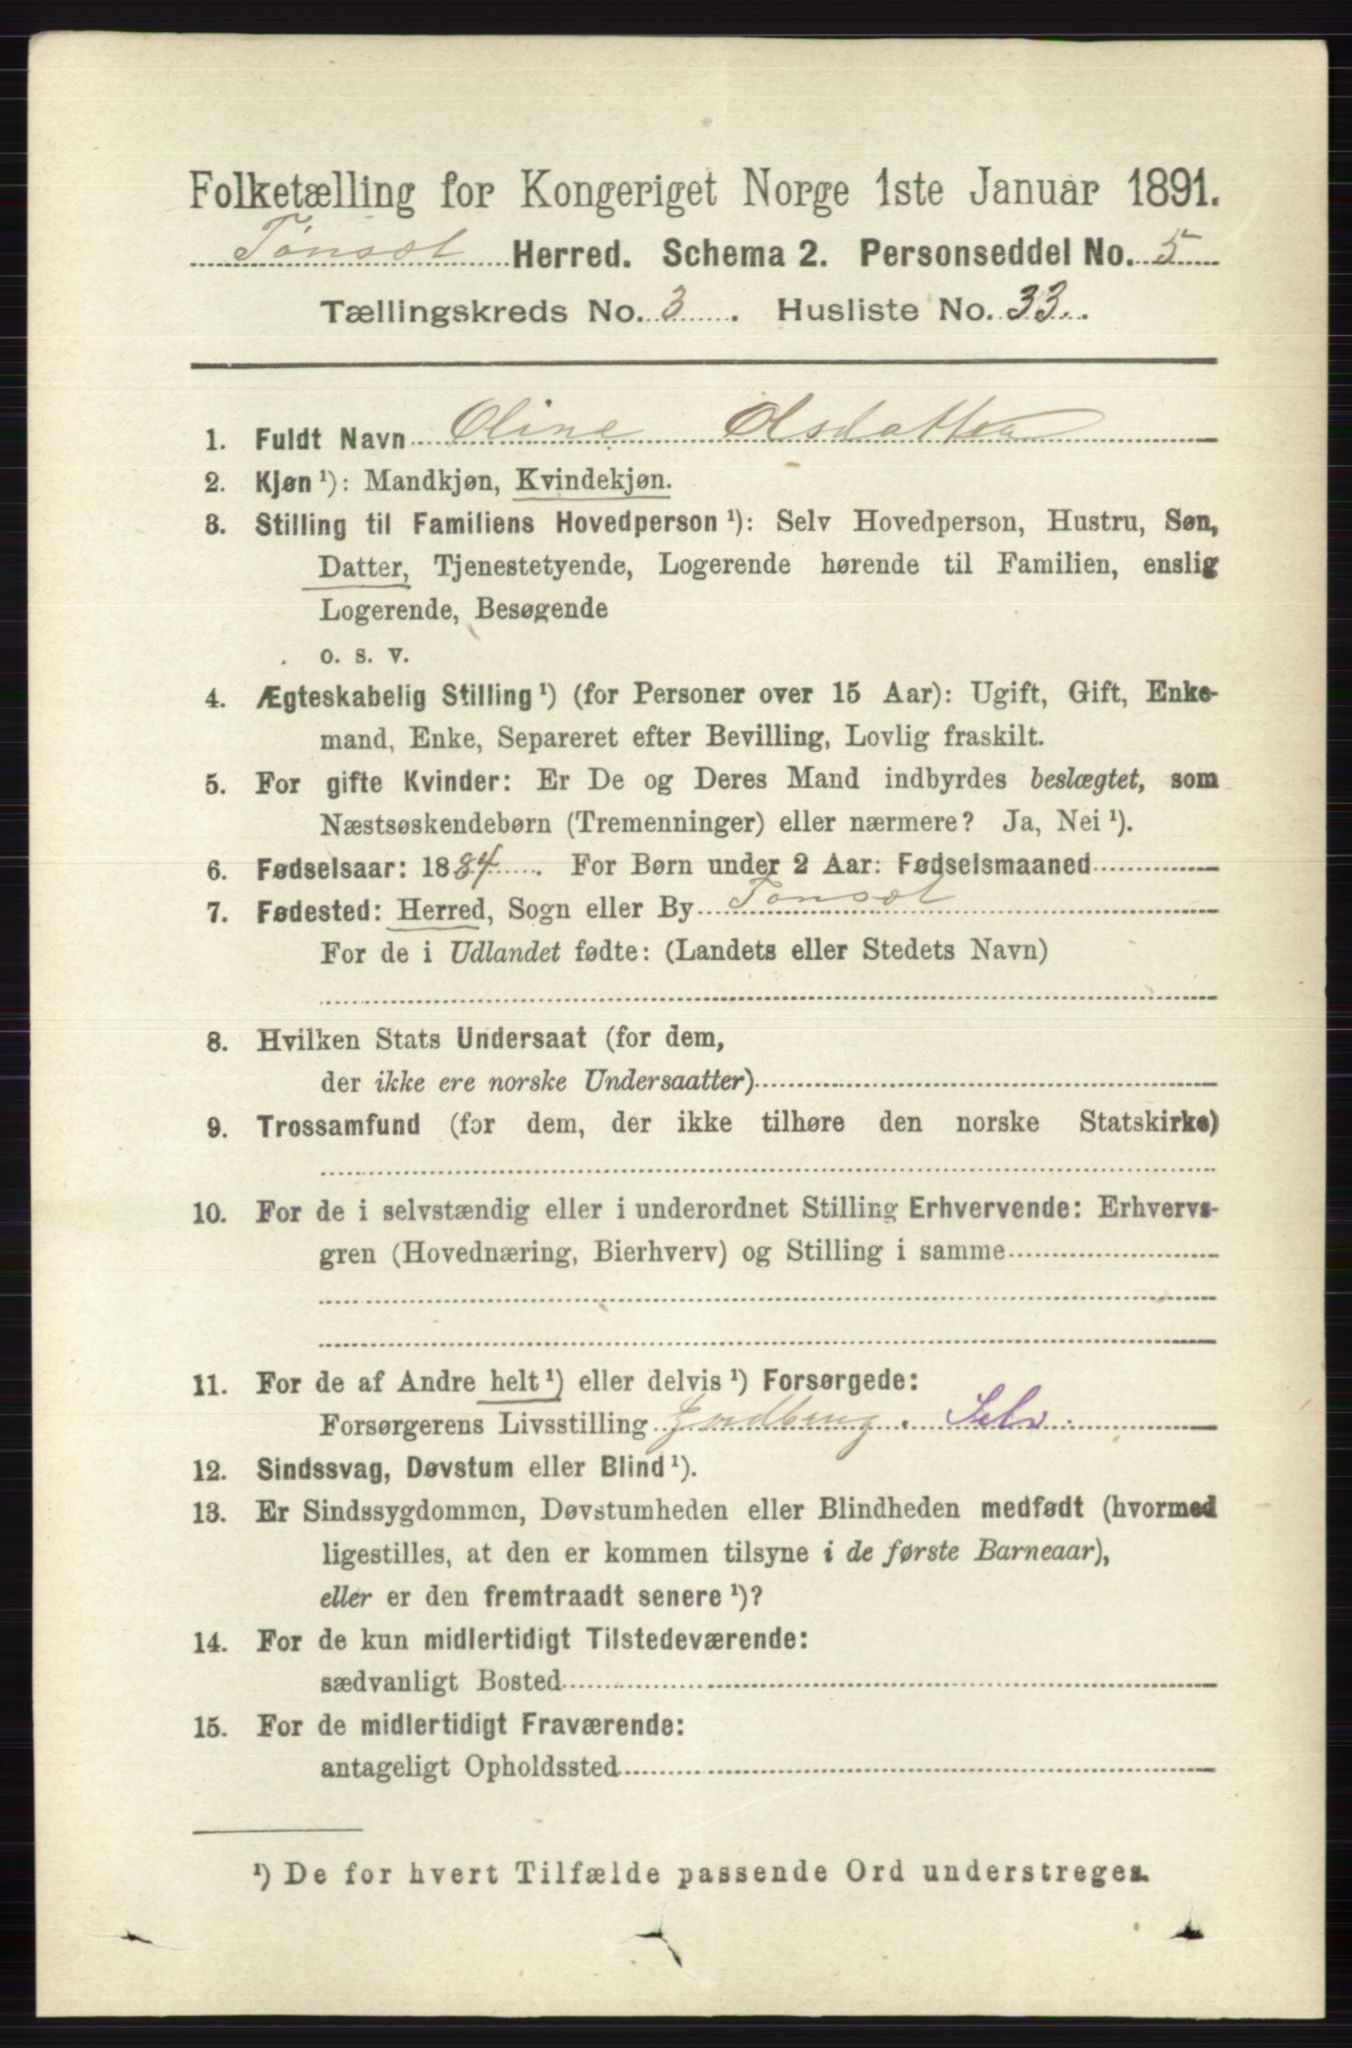 Folketælling for Kongeriget Norge 1ste Januar 1891.
Tønset Herred. Schema 2. Personseddel No. 5
Tællingskreds No. 3. Husliste No. 33.
1. Fuldt Navn Oline Olsdatter
2. Kjøn ¹): Mandkjøn, Kvindekjøn.
3. Stilling til Familiens Hovedperson ¹): Selv Hovedperson, Hustru, Søn,
Datter, Tjenestetyende, Logerende hørende til Familien, enslig
Logerende, Besøgende
o. s. v.
4. Ægteskabelig Stilling ¹) (for Personer over 15 Aar): Ugift, Gift, Enke-
mand, Enke, Separeret efter Bevilling, Lovlig fraskilt.
5. For gifte Kvinder: Er De og Deres Mand indbyrdes beslægtet, som
Næstsøskendebørn (Tremenninger) eller nærmere? Ja, Nei ¹).
6. Fødselsaar: 1884. For Børn under 2 Aar: Fødselsmaaned
7. Fødested: Herred, Sogn eller By Tønset
For de i Udlandet fødte: (Landets eller Stedets Navn)
8. Hvilken Stats Undersaat (for dem,
der ikke ere norske Undersaatter)
9. Trossamfund (for dem, der ikke tilhøre den norske Statskirke)
10. For de i selvstændig eller i underordnet Stilling Erhvervende: Erhvervs-
gren (Hovednæring, Bierhverv) og Stilling i samme
11. For de af Andre helt ¹) eller delvis ¹) Forsørgede:
Forsørgerens Livsstilling Gordbrug. Selv.
12. Sindssvag, Døvstum eller Blind ¹).
13. Er Sindssygdommen, Døvstumheden eller Blindheden medfødt (hvormed
ligestilles, at den er kommen tilsyne i de første Barneaar),
eller er den fremtraadt senere ¹)?
14. For de kun midlertidigt Tilstedeværende:
sædvanligt Bosted
15. For de midlertidigt Fraværende:
antageligt Opholdssted
¹) De for hvert Tilfælde passende Ord understreges.